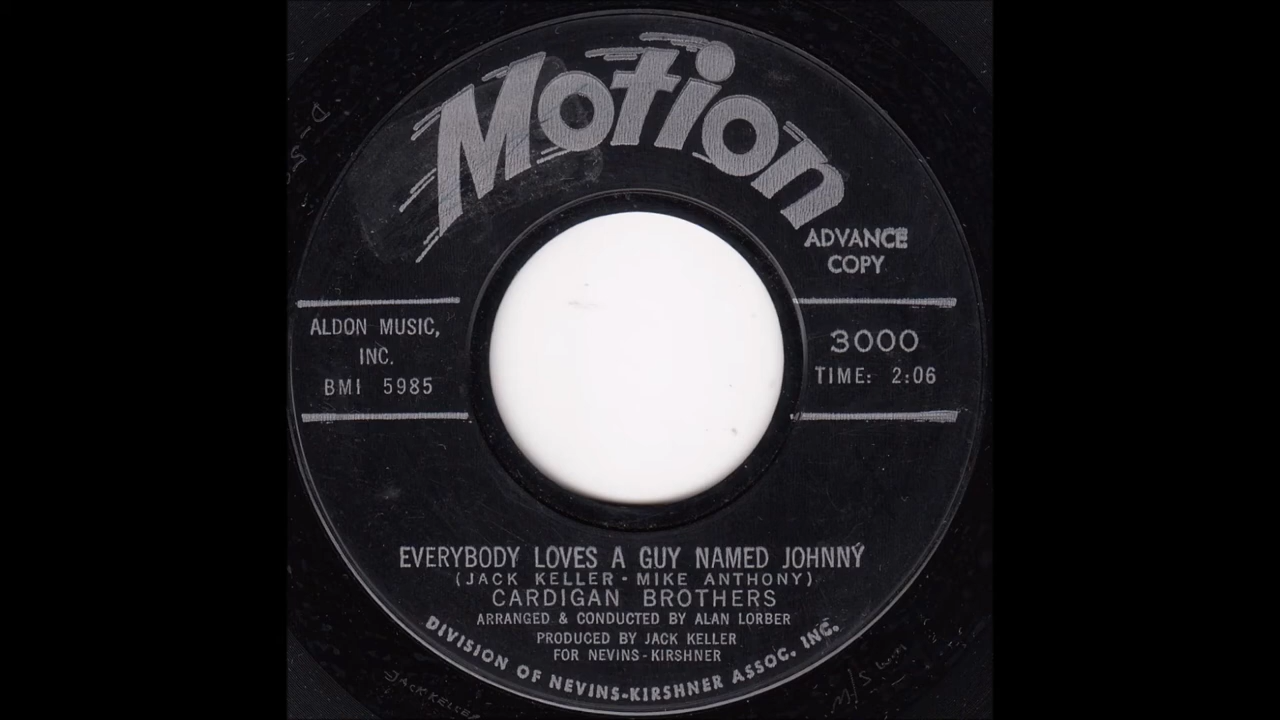 Motion
ADVANCE
COPY
ALDON MUSIC,
INC.
BMI 5985
3000
TIME: 2:06
EVERYBODY LOVES A GUY NAMED JOHNNY
(JACK KELLER - MIKE ANTHONY)
CARDIGAN BROTHERS
ARRANGED & CONDUCTED BY ALAN LORBER
PRODUCED BY JACK KELLER
FOR NEVINS-KIRSHNER
DIVISION OF NEVINS-KIRSHNER ASSOC. INC.
JACK KELLER